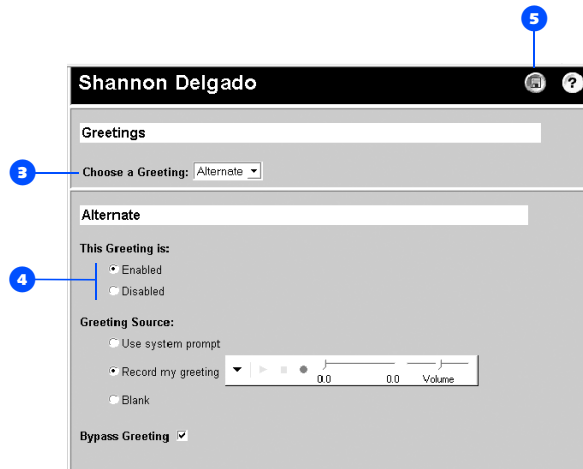 5
Shannon Delgado
?
Greetings
3
Choose a Greeting: Alternate
Alternate
This Greeting is:
4
Enabled
Disabled
Greeting Source:
Use system prompt
Record my greeting
0.0 0.0 Volume
Blank
Bypass Greeting